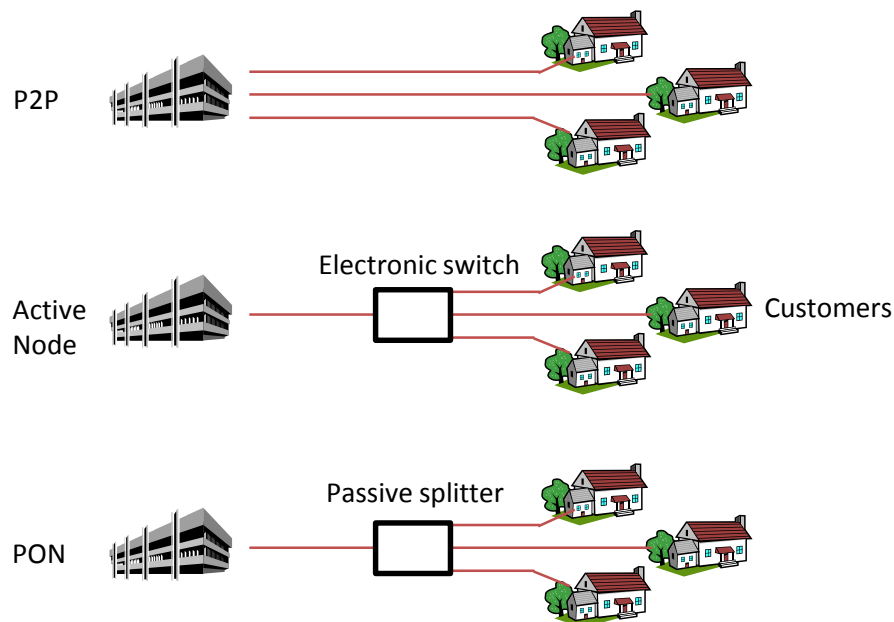 P2P
Electronic switch
Active
Node
Customers
Passive splitter
PON